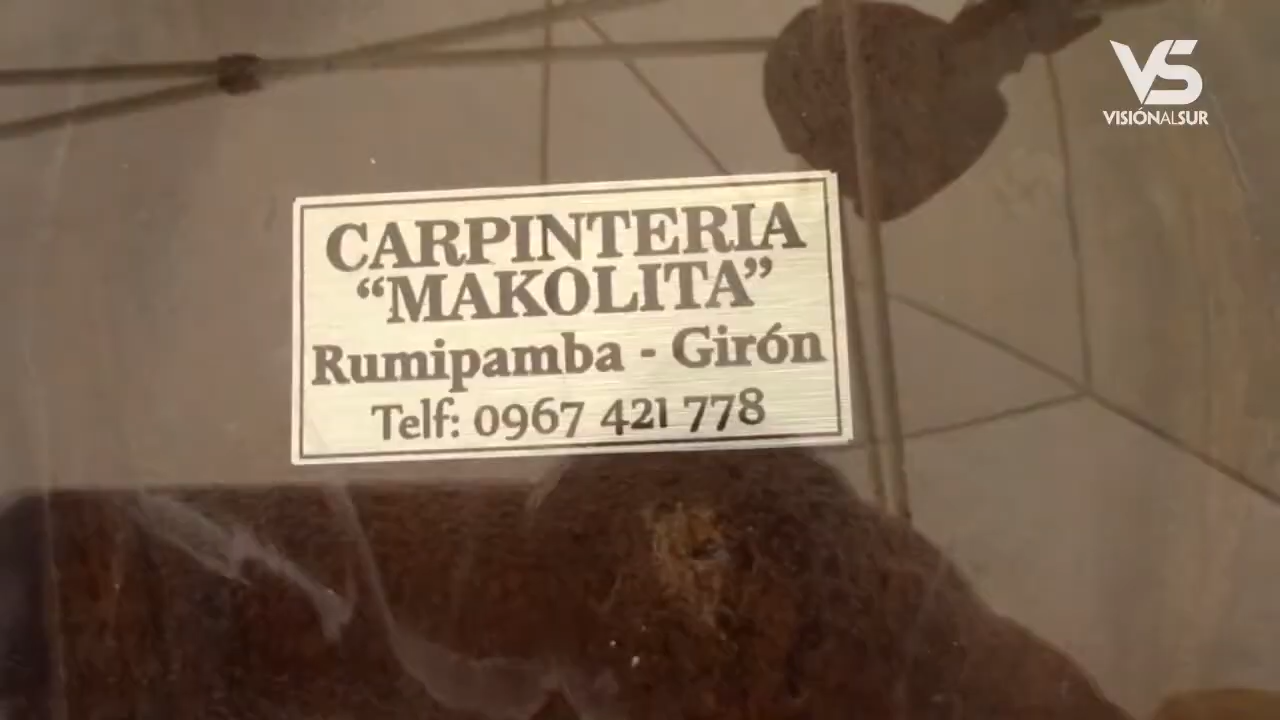 VS
VISIÓNALSUR
CARPINTERIA
“MAKOLITA”
Rumipamba - Girón
Telf: 0967 421 778